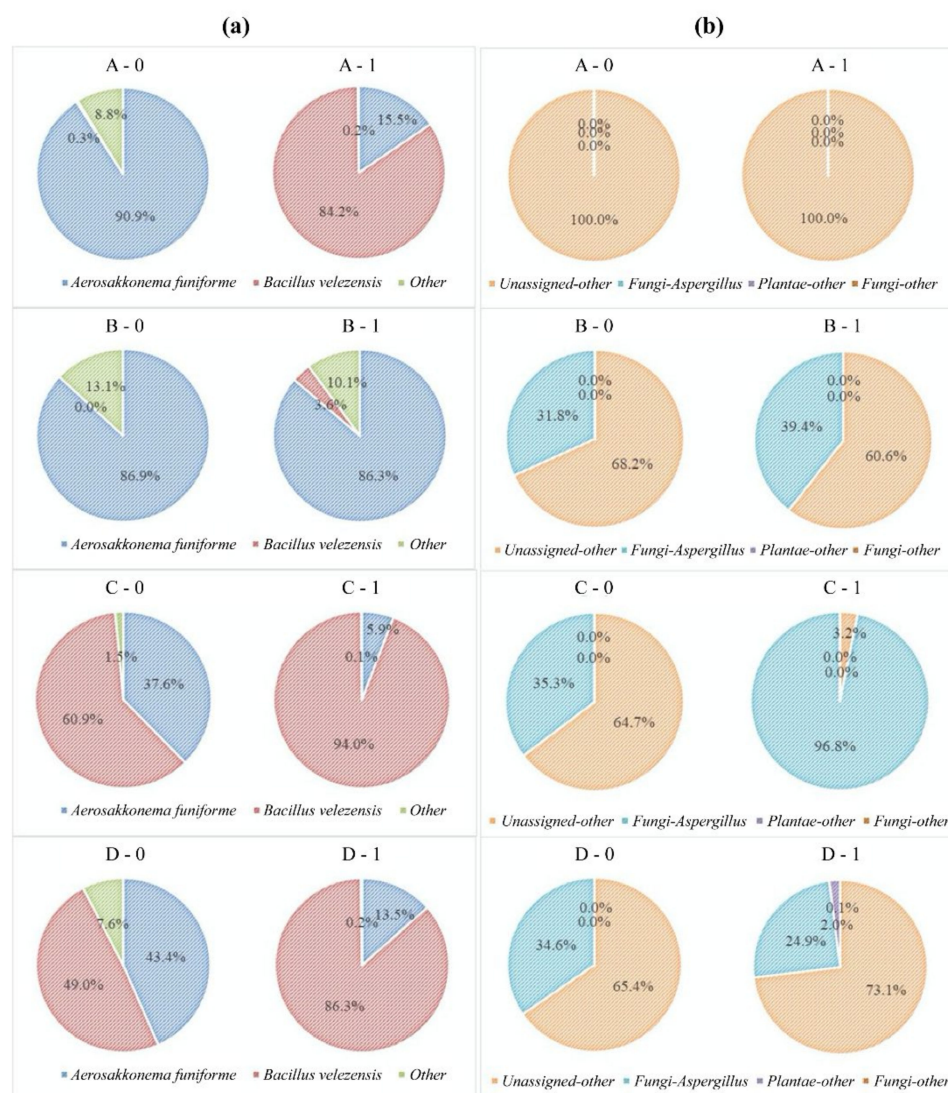 (a) (b)
A - 0 A - 1 A - 0 A - 1
8.8% 0.3% 90.9% 15.5% 0.2% 84.2% 0.0% 0.0% 0.0% 100.0% 0.0% 0.0% 0.0% 100.0%
Aerosakkonema funiforme Bacillus velezensis Other Unassigned-other Fungi-Aspergillus Plantae-other Fungi-other
B - 0 B - 1 B - 0 B - 1
13.1% 0.0% 86.9% 10.1% 3.6% 86.3% 0.0% 0.0% 31.8% 68.2% 0.0% 0.0% 39.4% 60.6%
Aerosakkonema funiforme Bacillus velezensis Other Unassigned-other Fungi-Aspergillus Plantae-other Fungi-other
C - 0 C - 1 C - 0 C - 1
1.5% 37.6% 60.9% 5.9% 0.1% 94.0% 0.0% 0.0% 35.3% 64.7% 3.2% 0.0% 0.0% 96.8%
Aerosakkonema funiforme Bacillus velezensis Other Unassigned-other Fungi-Aspergillus Plantae-other Fungi-other
D - 0 D - 1 D - 0 D - 1
7.6% 43.4% 49.0% 13.5% 0.2% 86.3% 0.0% 0.0% 34.6% 65.4% 0.1% 2.0% 24.9% 73.1%
Aerosakkonema funiforme Bacillus velezensis Other Unassigned-other Fungi-Aspergillus Plantae-other Fungi-other